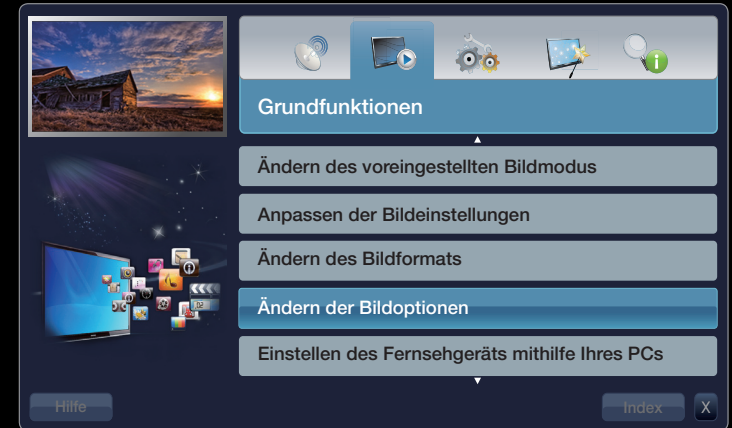 Grundfunktionen
Ändern des voreingestellten Bildmodus
Anpassen der Bildeinstellungen
Ändern des Bildformats
Ändern der Bildoptionen
Einstellen des Fernsehgeräts mithilfe Ihres PCs
Hilfe
Index
X